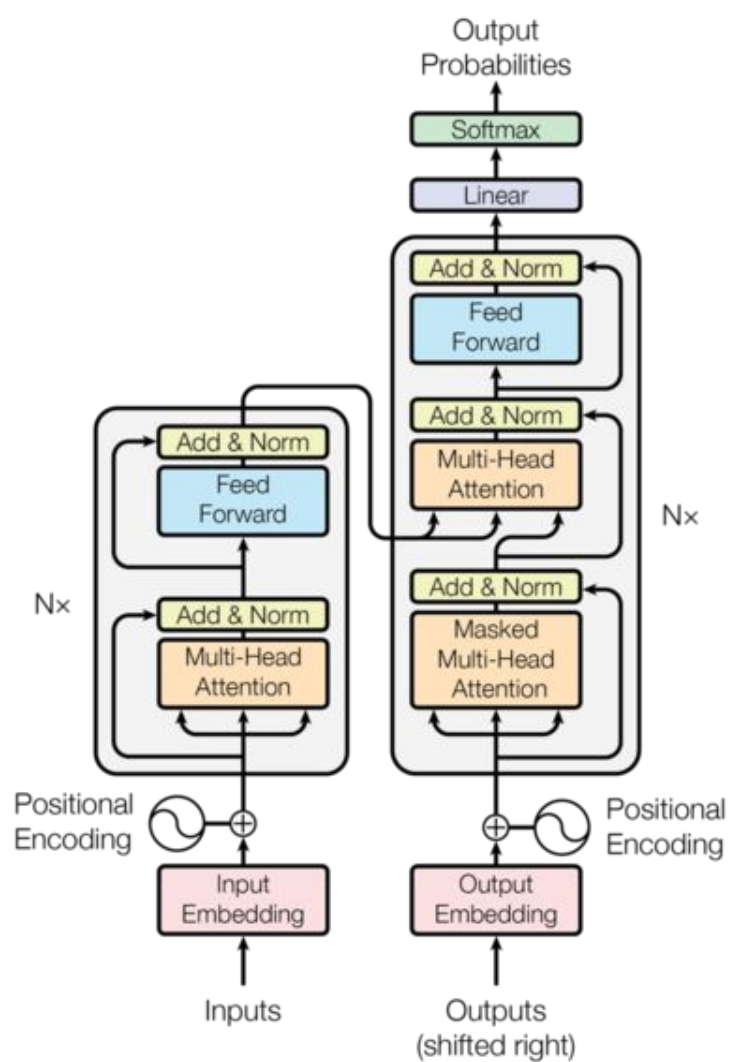 Output
Probabilities
Softmax
Linear
Add & Norm
Feed
Forward
Add & Norm
Multi-Head
Attention
Add & Norm
Masked
Multi-Head
Attention
N×
Add & Norm
Feed
Forward
Add & Norm
Multi-Head
Attention
N×
Positional
Encoding
Positional
Encoding
Input
Embedding
Output
Embedding
Inputs
Outputs
(shifted right)